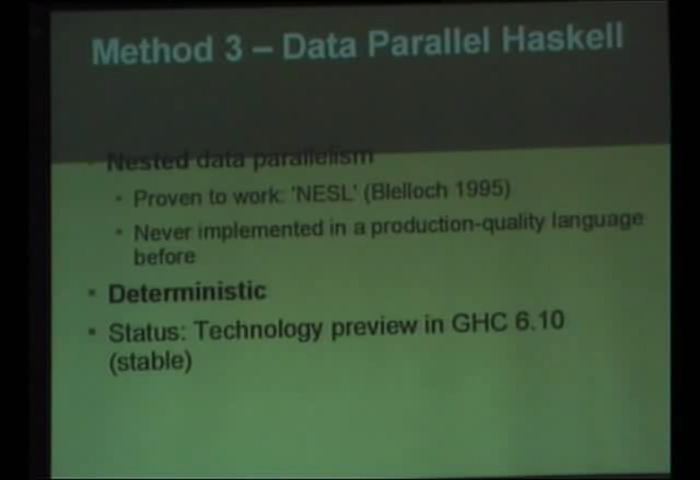 Method 3 – Data Parallel Haskell
Nested data parallelism
Proven to work: 'NESL' (Blelloch 1995)
Never implemented in a production-quality language
before
Deterministic
Status: Technology preview in GHC 6.10
(stable)